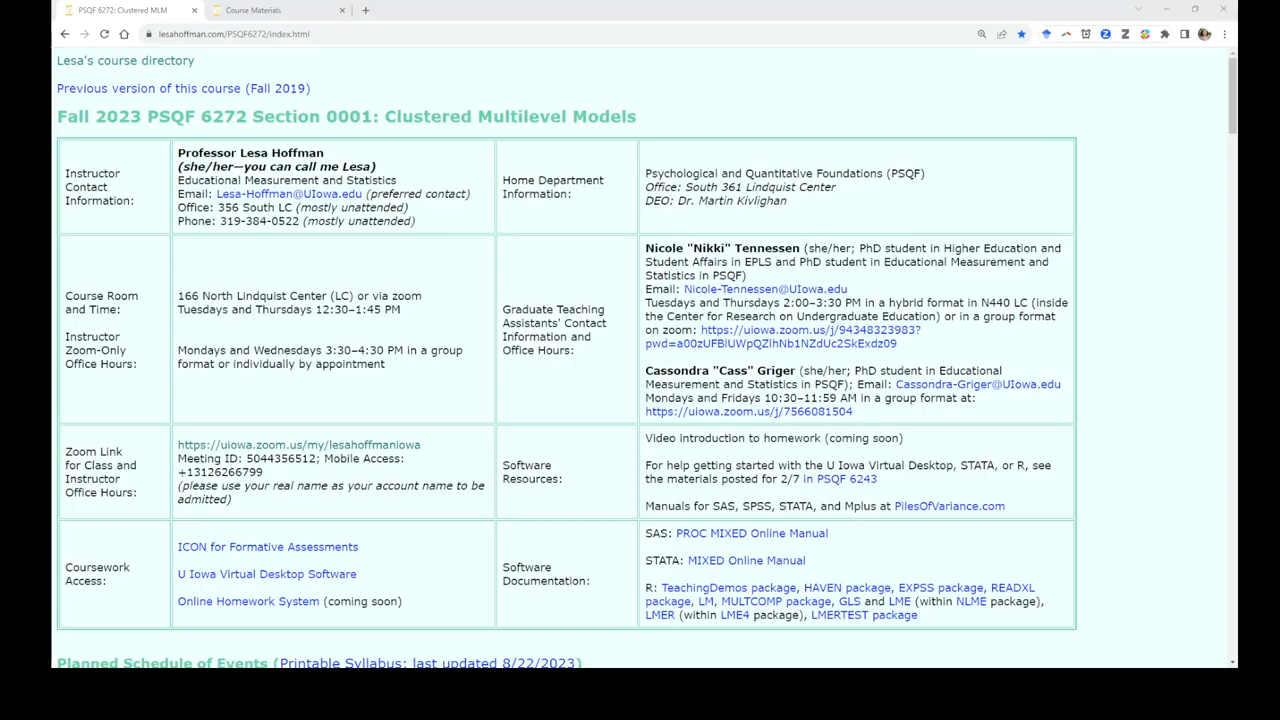 PSQF 6272: Clustered MLM
Course Materials
lesahoffman.com/PSQF6272/index.html
Lesa's course directory
Previous version of this course (Fall 2019)
Fall 2023 PSQF 6272 Section 0001: Clustered Multilevel Models
Instructor
Contact
Information:
Professor Lesa Hoffman
(she/her—you can call me Lesa)
Educational Measurement and Statistics
Email: Lesa-Hoffman@UIowa.edu (preferred contact)
Office: 356 South LC (mostly unattended)
Phone: 319-384-0522 (mostly unattended)
Home Department
Information:
Psychological and Quantitative Foundations (PSQF)
Office: South 361 Lindquist Center
DEO: Dr. Martin Kivlighan
Course Room
and Time:
Instructor
Zoom-Only
Office Hours:
166 North Lindquist Center (LC) or via zoom
Tuesdays and Thursdays 12:30–1:45 PM
Mondays and Wednesdays 3:30–4:30 PM in a group
format or individually by appointment
Graduate Teaching
Assistants' Contact
Information and
Office Hours:
Nicole "Nikki" Tennessen (she/her; PhD student in Higher Education and
Student Affairs in EPLS and PhD student in Educational Measurement and
Statistics in PSQF)
Email: Nicole-Tennessen@UIowa.edu
Tuesdays and Thursdays 2:00–3:30 PM in a hybrid format in N440 LC (inside
the Center for Research on Undergraduate Education) or in a group format
on zoom: https://uiowa.zoom.us/j/94348323983?
pwd=a00zUFBlUWpQZlhNb1NZdUc2SkExdz09
Cassondra "Cass" Griger (she/her; PhD student in Educational
Measurement and Statistics in PSQF); Email: Cassondra-Griger@UIowa.edu
Mondays and Fridays 10:30–11:59 AM in a group format at:
https://uiowa.zoom.us/j/7566081504
Zoom Link
for Class and
Instructor
Office Hours:
https://uiowa.zoom.us/my/lesahoffmaniowa
Meeting ID: 5044356512; Mobile Access:
+13126266799
(please use your real name as your account name to be
admitted)
Software
Resources:
Video introduction to homework (coming soon)
For help getting started with the U Iowa Virtual Desktop, STATA, or R, see
the materials posted for 2/7 in PSQF 6243
Manuals for SAS, SPSS, STATA, and Mplus at PilesOfVariance.com
Coursework
Access:
ICON for Formative Assessments
U Iowa Virtual Desktop Software
Online Homework System (coming soon)
Software
Documentation:
SAS: PROC MIXED Online Manual
STATA: MIXED Online Manual
R: TeachingDemos package, HAVEN package, EXPSS package, READXL
package, LM, MULTCOMP package, GLS and LME (within NLME package),
LMER (within LME4 package), LMERTEST package
Planned Schedule of Events (Printable Syllabus; last updated 8/22/2023)